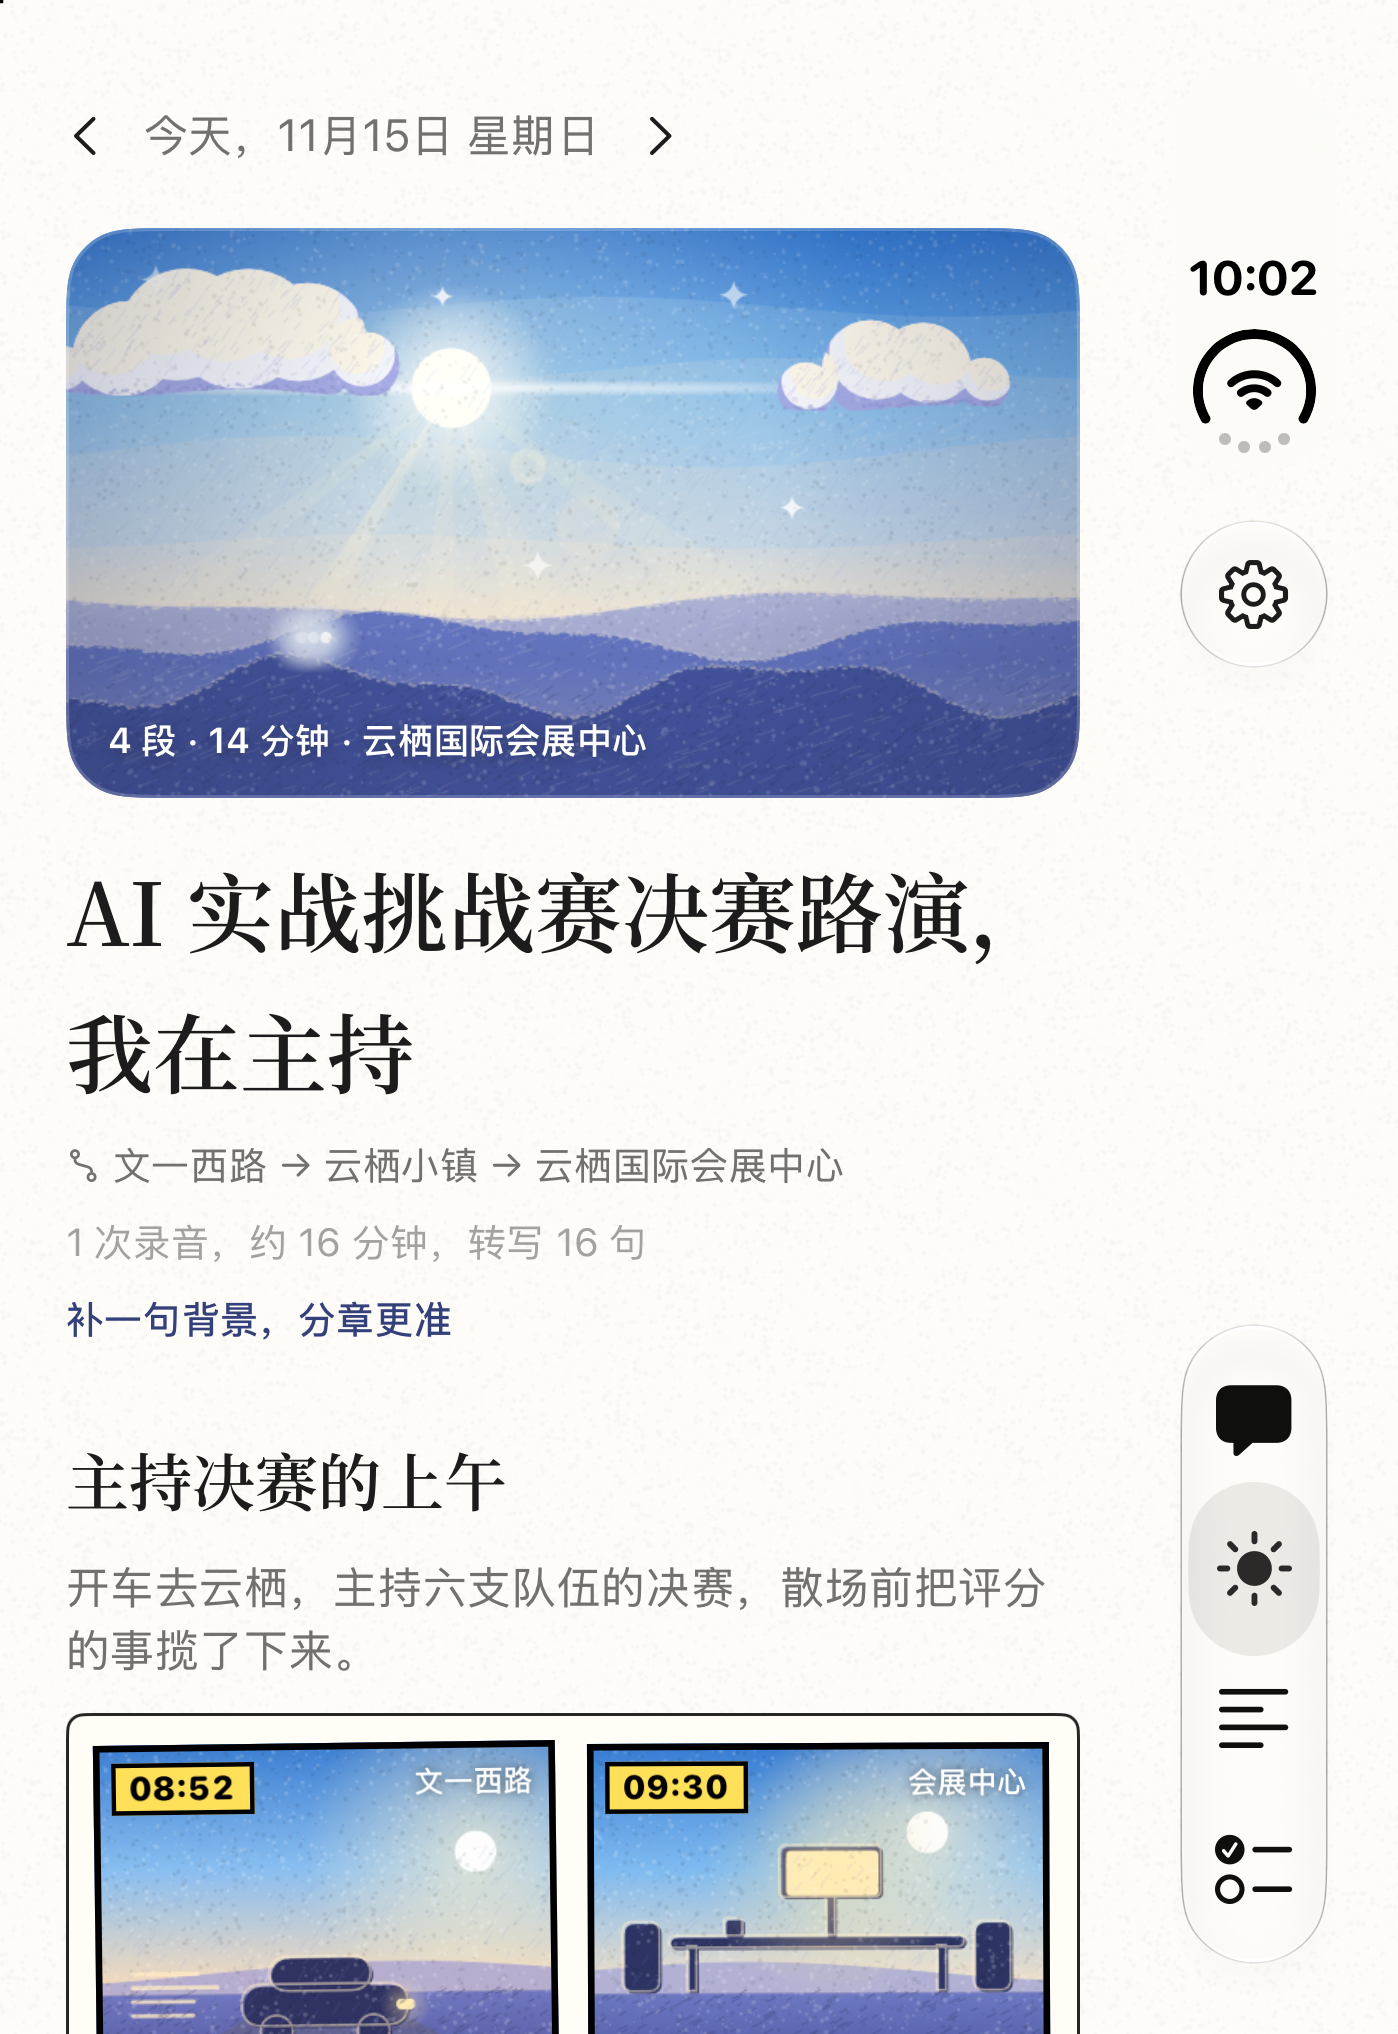 今天，11月15日 星期日
10:02
4 段 · 14 分钟 · 云栖国际会展中心
AI 实战挑战赛决赛路演，
我在主持
文一西路 → 云栖小镇 → 云栖国际会展中心
1 次录音，约 16 分钟，转写 16 句
补一句背景，分章更准
主持决赛的上午
开车去云栖，主持六支队伍的决赛，散场前把评分
的事揽了下来。
08:52 文一西路
09:30 会展中心